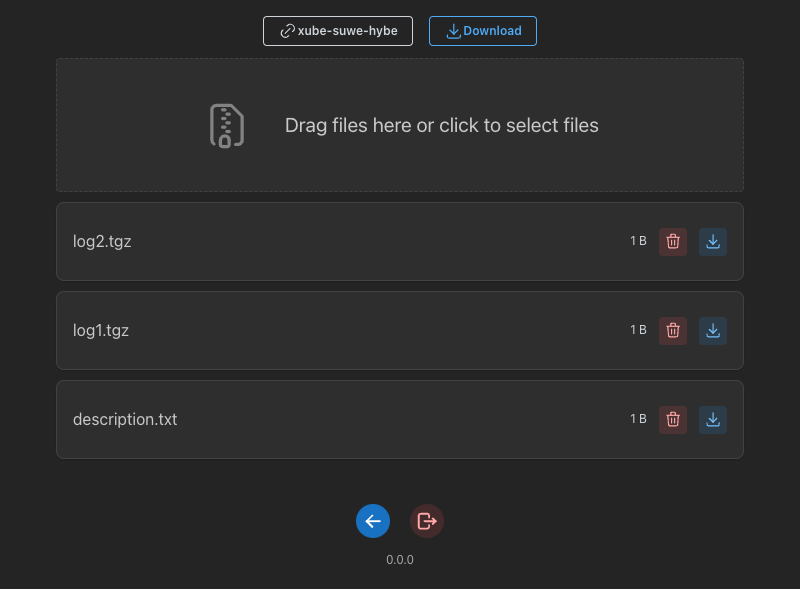 xube-suwe-hybe
Download
Drag files here or click to select files
log2.tgz 1 B
log1.tgz 1 B
description.txt 1 B
0.0.0